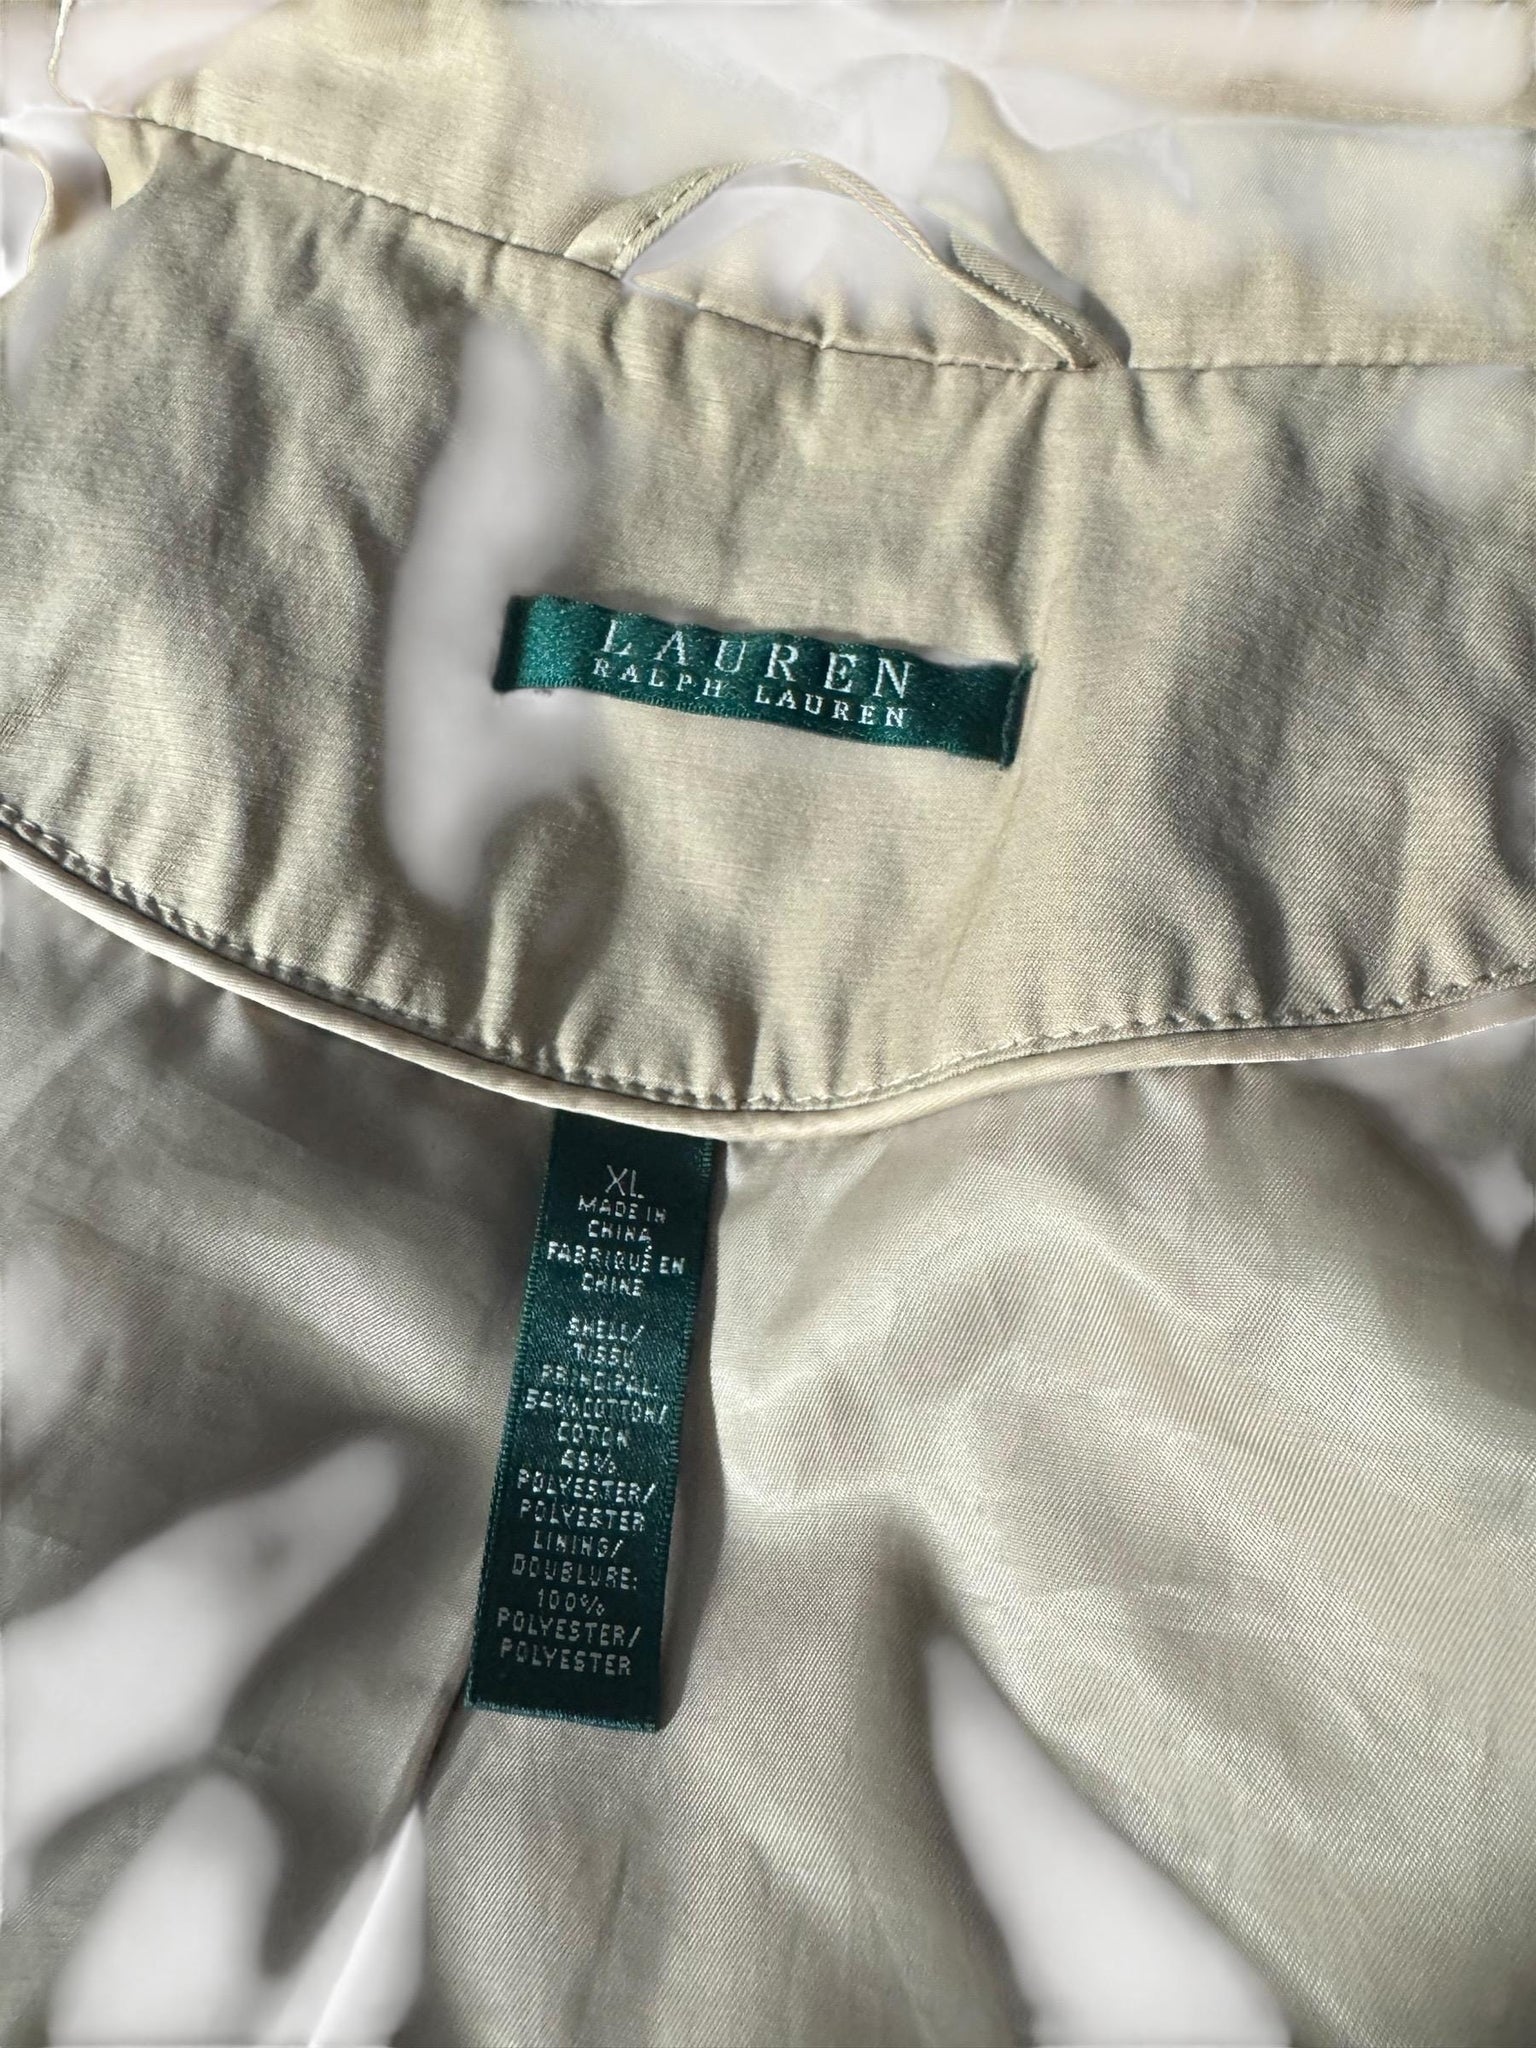 LAUREN
RALPH LAUREN
XL
MADE IN
CHINA
FABRIQUÉ EN
CHINE
SHELL/
TISSU
PRINCIPAL:
COTTON/
COTON
POLYESTER/
POLYESTER
LINING/
DOUBLURE:
100%
POLYESTER/
POLYESTER